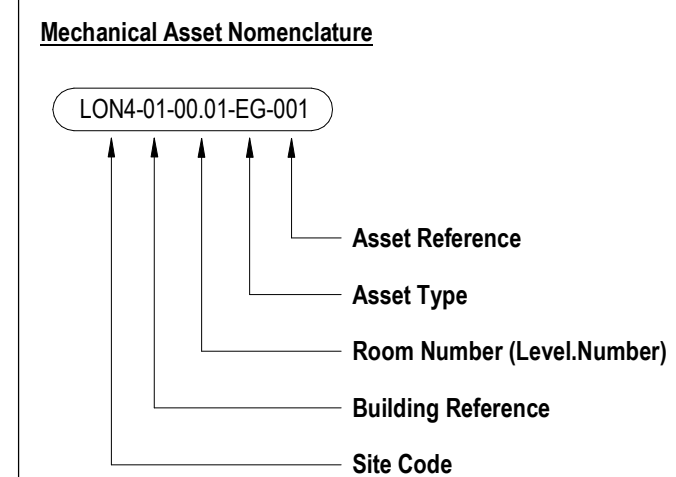 Mechanical Asset Nomenclature
LON4-01-00.01-EG-001
Asset Reference
Asset Type
Room Number (Level.Number)
Building Reference
Site Code